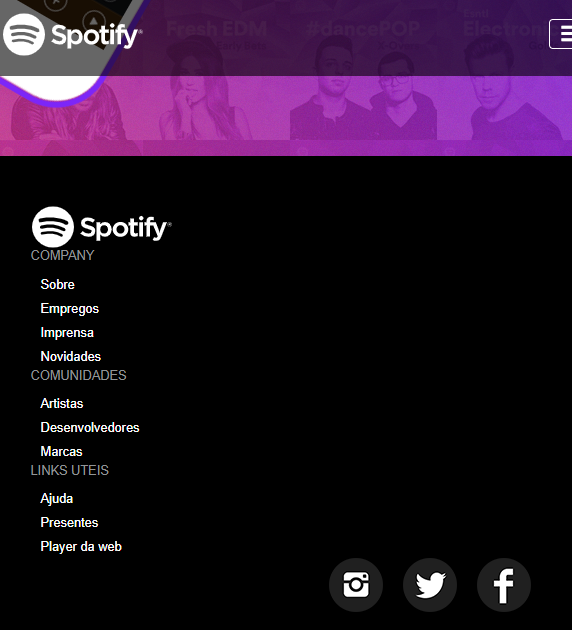 Spotify®
Fresh EDM
#dancePOP
Electronic
Spotify®
COMPANY
Sobre
Empregos
Imprensa
Novidades
COMUNIDADES
Artistas
Desenvolvedores
Marcas
LINKS UTEIS
Ajuda
Presentes
Player da web